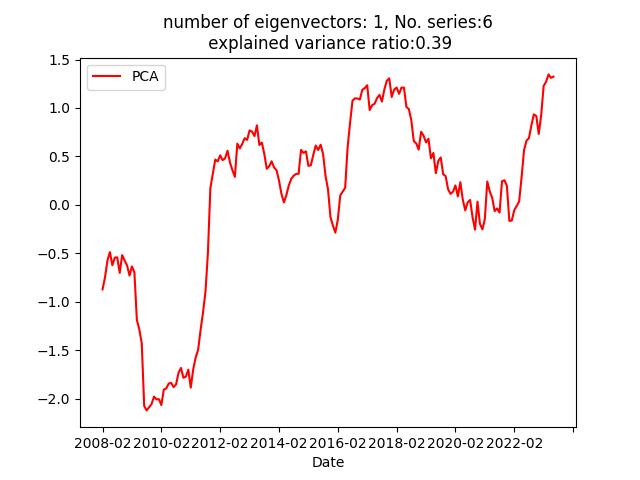 number of eigenvectors: 1, No. series:6
explained variance ratio:0.39
PCA
1.5
1.0
0.5
0.0
−0.5
−1.0
−1.5
−2.0
2008-02 2010-02 2012-02 2014-02 2016-02 2018-02 2020-02 2022-02
Date